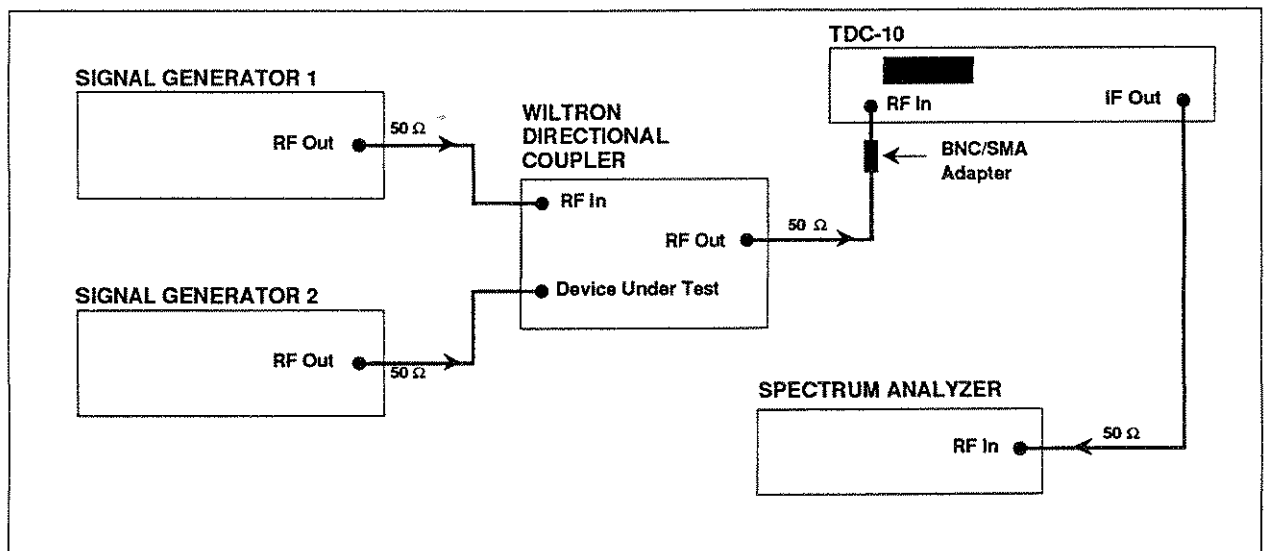 TDC-10
RF In
IF Out
SIGNAL GENERATOR 1
RF Out
50 Ω
WILTRON
DIRECTIONAL
COUPLER
RF In
RF Out
Device Under Test
BNC/SMA
Adapter
50 Ω
SIGNAL GENERATOR 2
RF Out
50 Ω
SPECTRUM ANALYZER
RF In
50 Ω